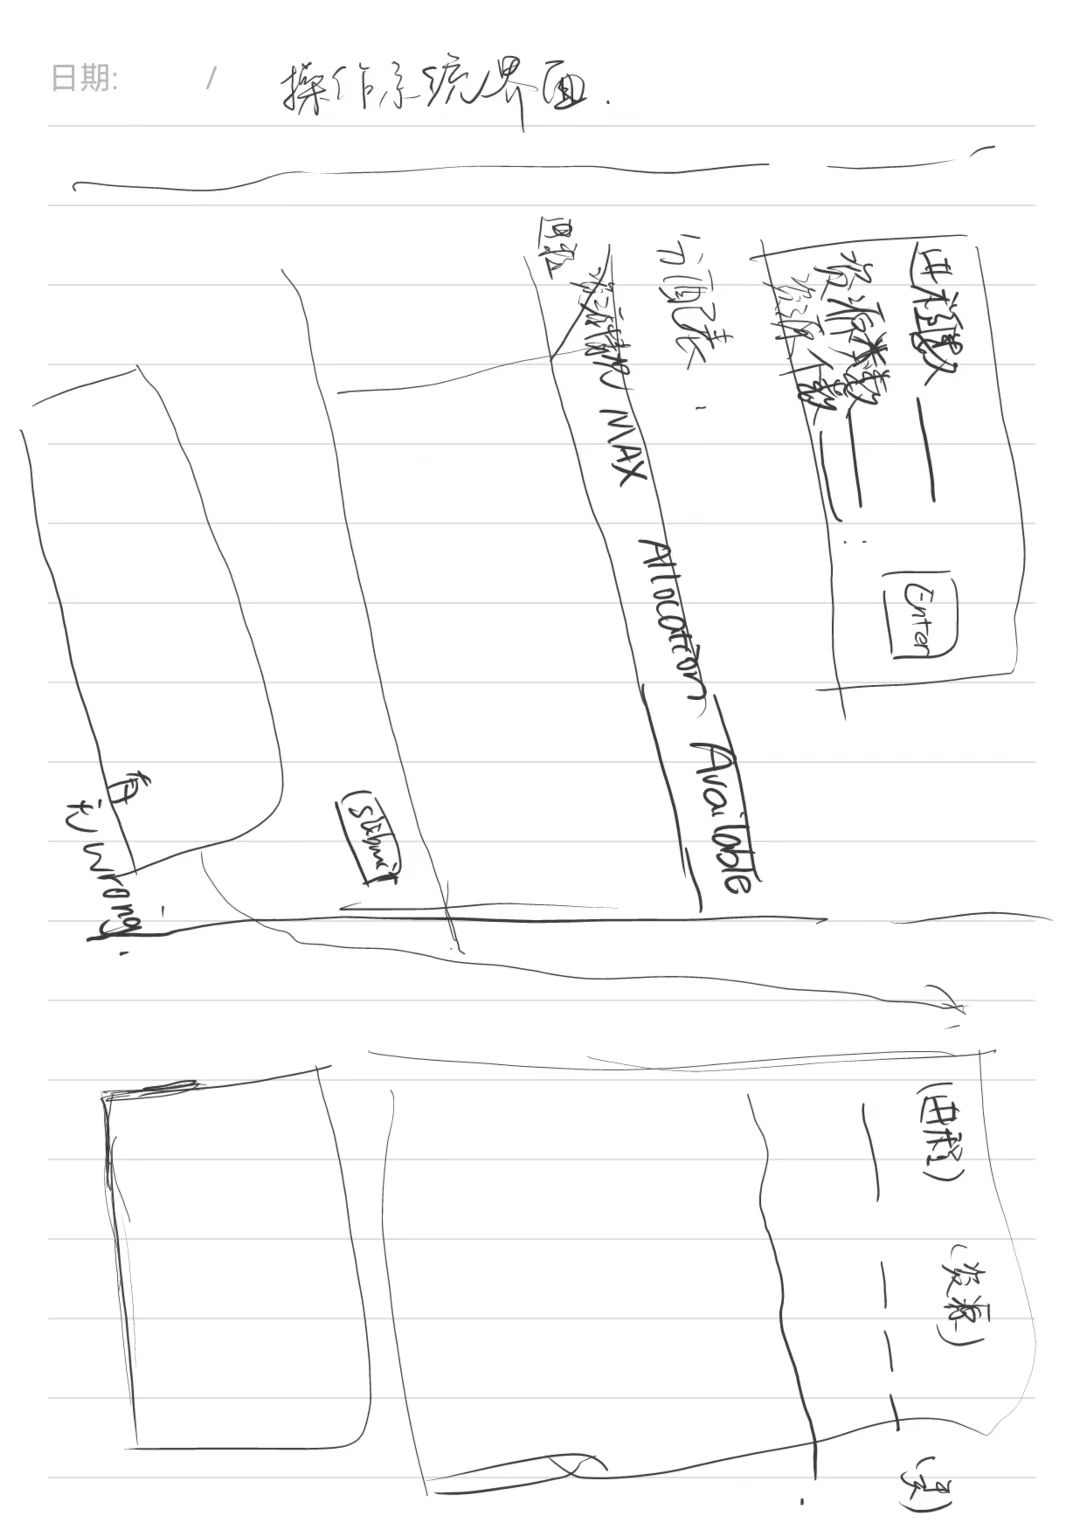 操作系统界面.
日期: /
进程数
Enter
资源类数
资源个数
分配表
资源情况 MAX Allocation Available
进程
submit
有
无 wrong.
(进程) (资源)